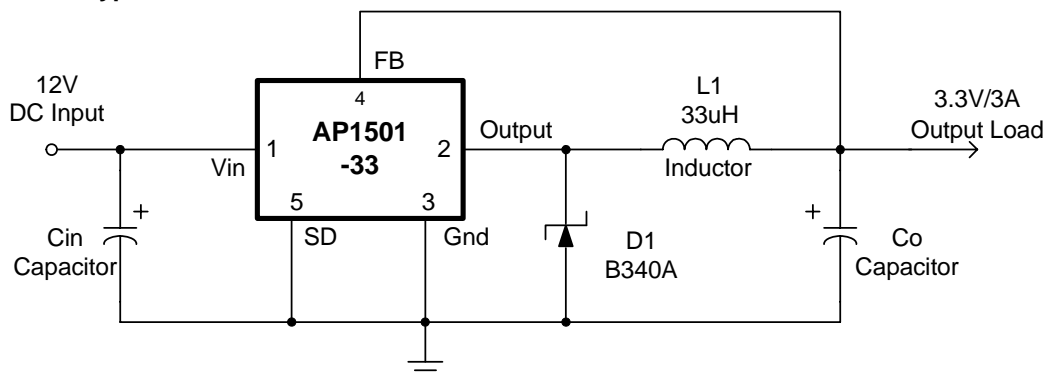 FB
12V
DC Input
4
AP1501
-33
1
2
Vin
Output
L1
33uH
Inductor
3.3V/3A
Output Load
5
3
SD
Gnd
+
Cin
Capacitor
D1
B340A
+
Co
Capacitor